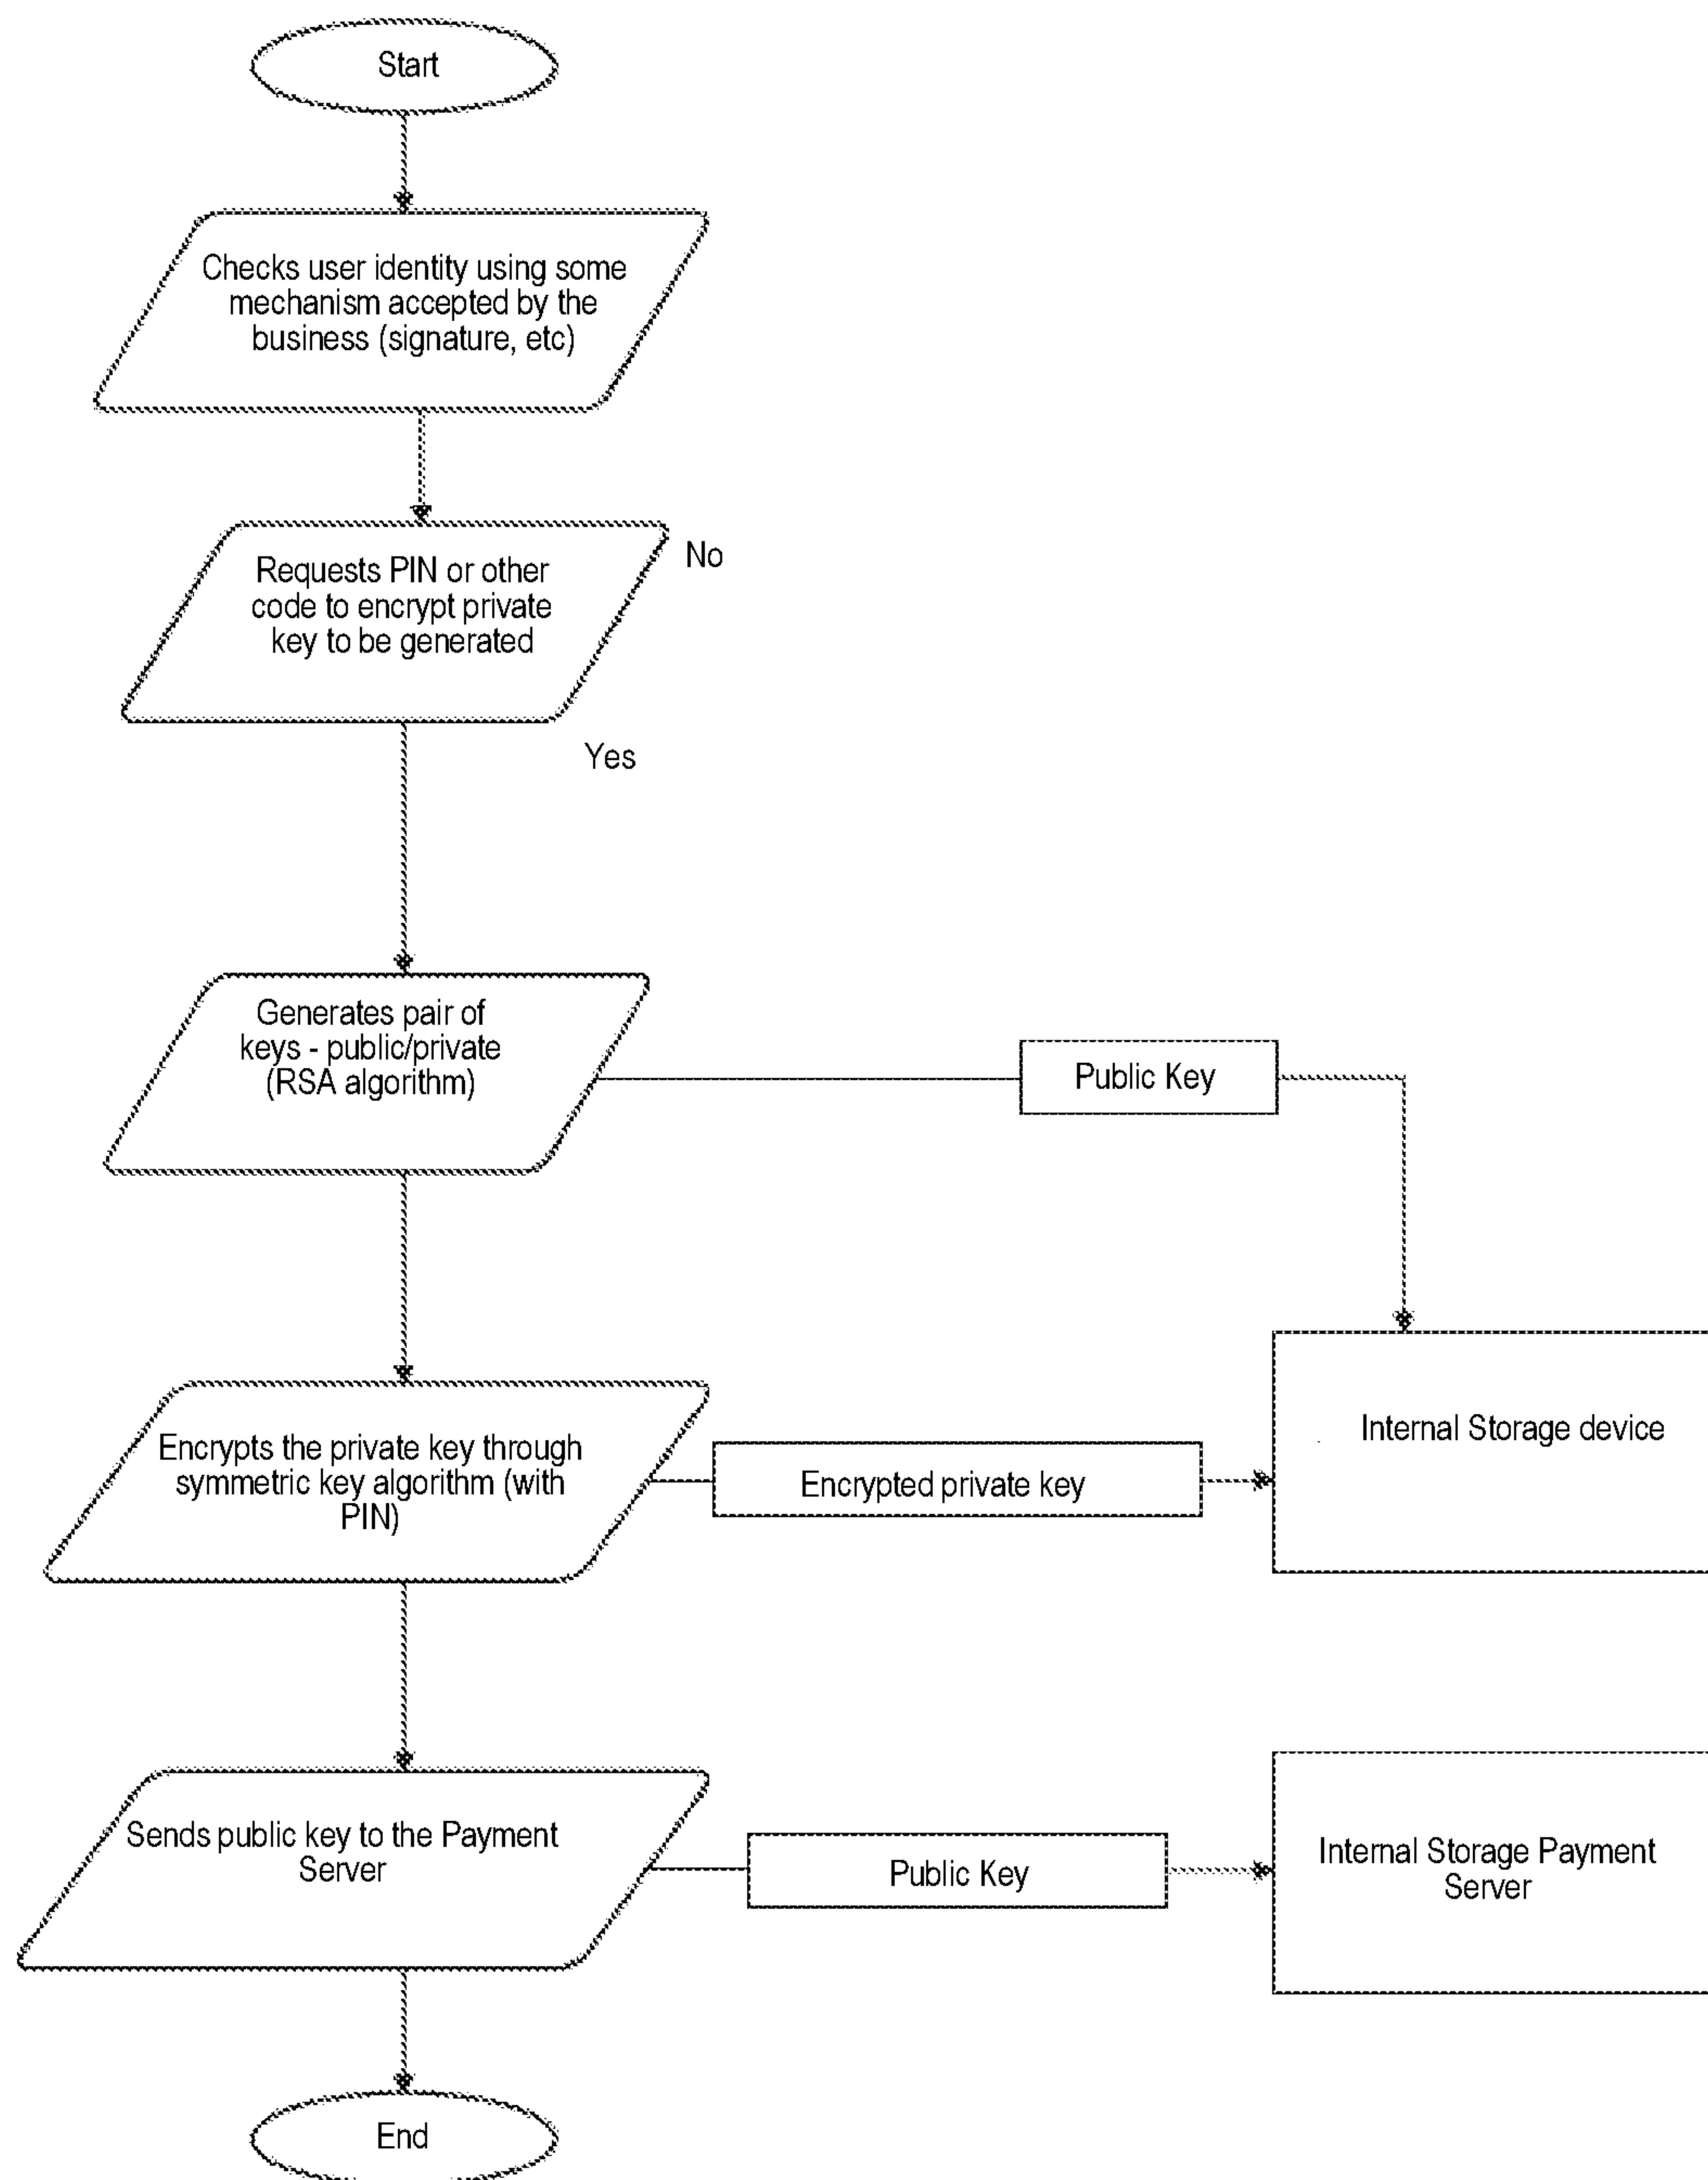 Start
Checks user identity using some
mechanism accepted by the
business (signature, etc)
No
Requests PIN or other
code to encrypt private
key to be generated
Yes
Generates pair of
keys - public/private
(RSA algorithm)
Public Key
Internal Storage device
Encrypts the private key through
symmetric key algorithm (with
PIN)
Encrypted private key
Sends public key to the Payment
Server
Public Key
Internal Storage Payment
Server
End